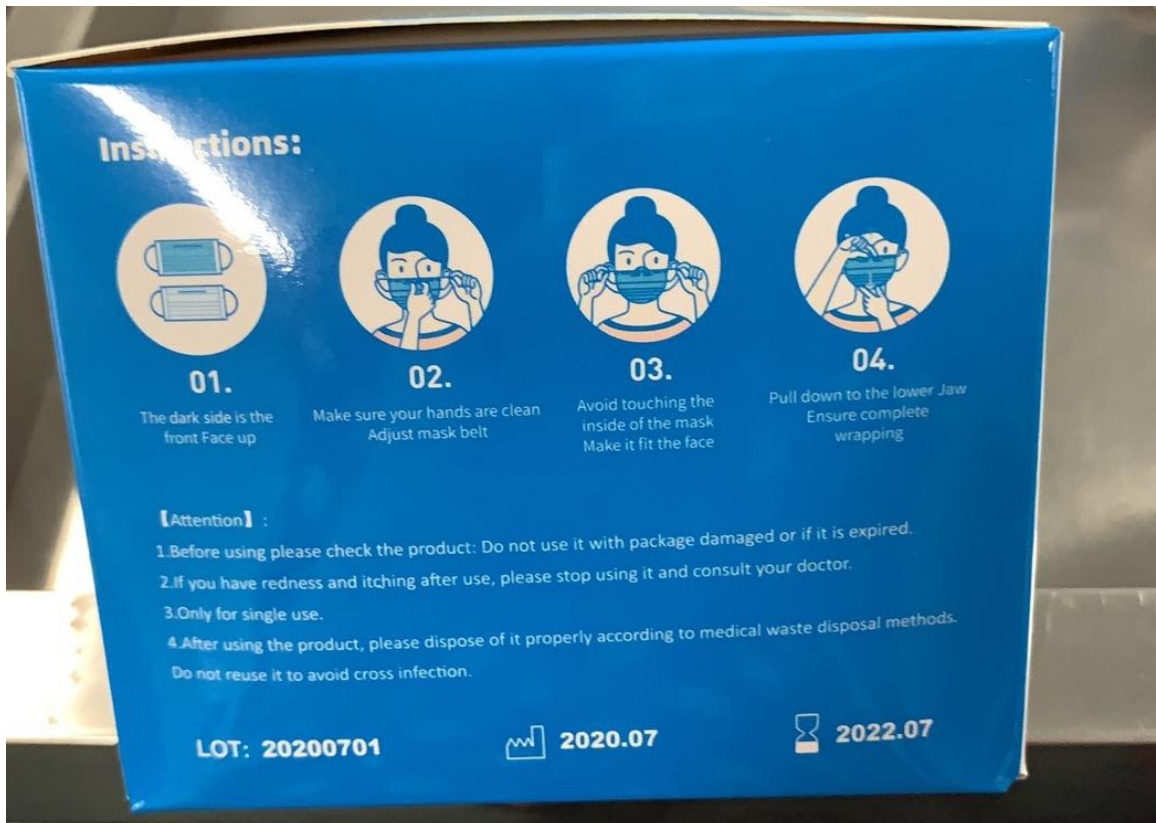 Instructions:
01.
The dark side is the
front Face up
02.
Make sure your hands are clean
Adjust mask belt
03.
Avoid touching the
inside of the mask
Make it fit the face
04.
Pull down to the lower Jaw
Ensure complete
wrapping
【Attention】:
1.Before using please check the product: Do not use it with package damaged or if it is expired.
2.If you have redness and itching after use, please stop using it and consult your doctor.
3.Only for single use.
4.After using the product, please dispose of it properly according to medical waste disposal methods.
Do not reuse it to avoid cross infection.
LOT: 20200701
2020.07
2022.07